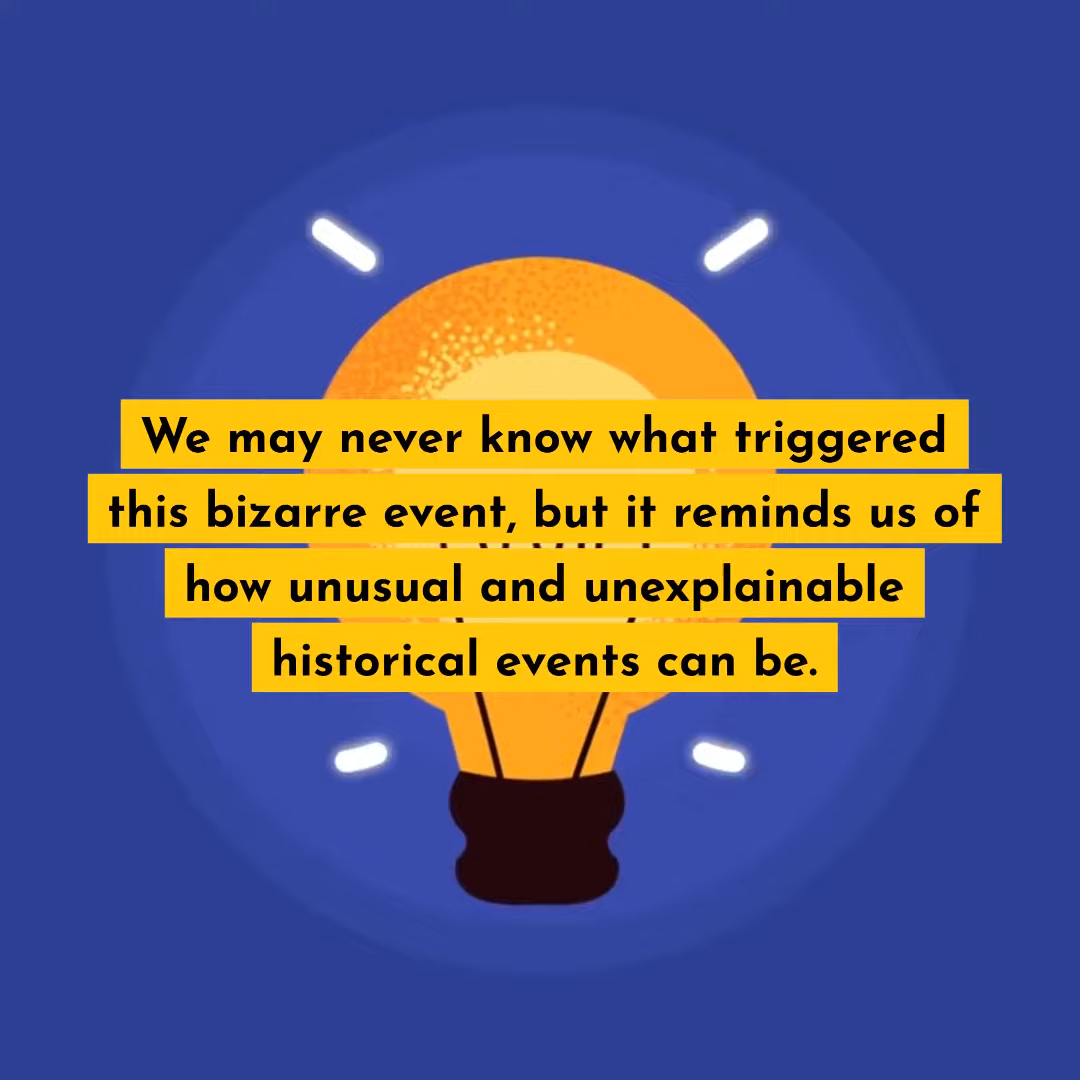 We may never know what triggered
this bizarre event, but it reminds us of
how unusual and unexplainable
historical events can be.